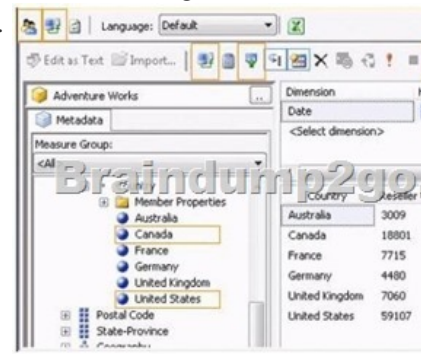 Language: Default
Edit as Text Import...
Adventure Works
..
Metadata
Measure Group:
<All
Member Properties
Australia
Canada
France
Germany
United Kingdom
United States
Postal Code
State-Province
Geography
Dimension
Date
<Select dimension>
Braindump2go
Country Reseller
Australia 3009
Canada 18801
France 7715
Germany 4480
United Kingdom 7060
United States 59107